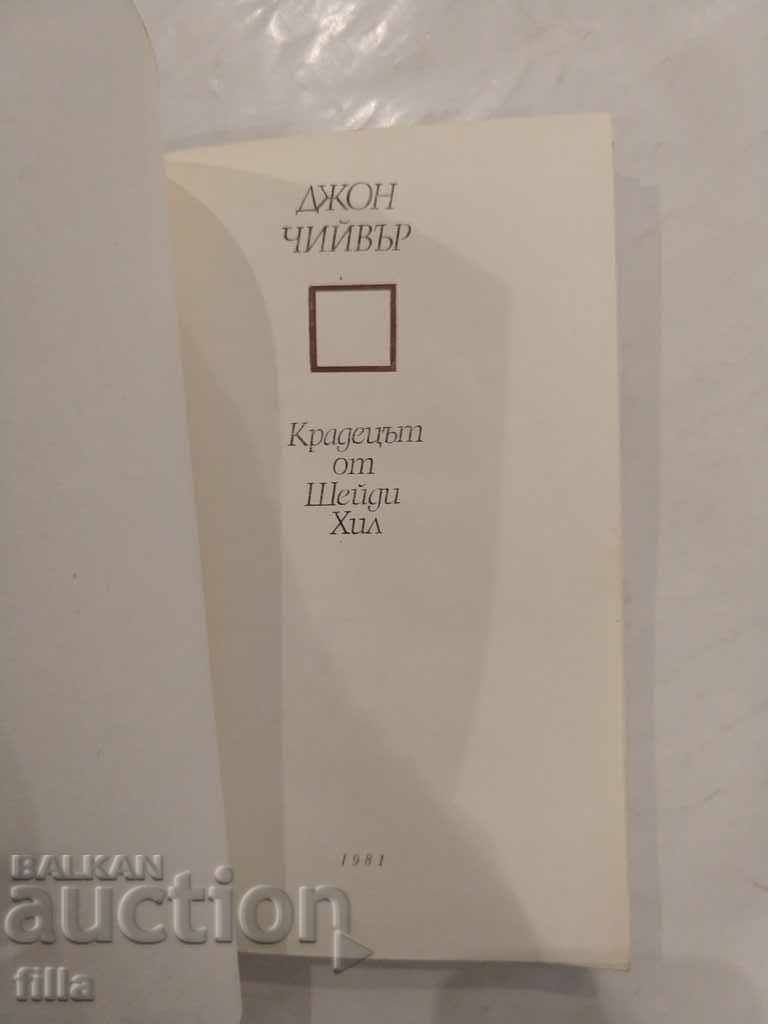 ДЖОН
ЧИЙВЪР
Крадецът
от
Шейди
Хил
1981
BALKAN
auction
filla